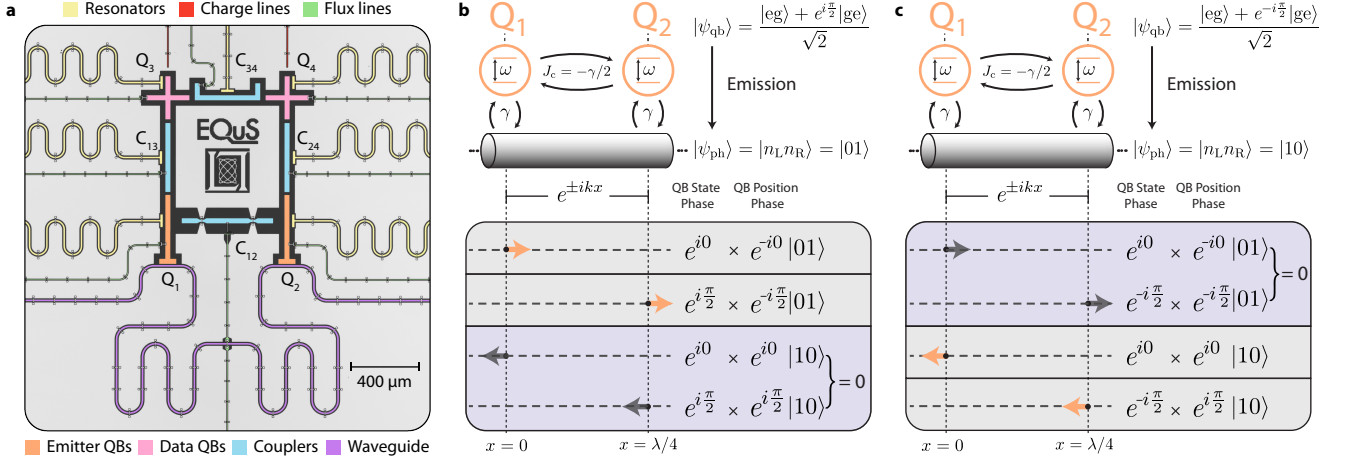 a
Resonators Charge lines Flux lines
Q3 C34 Q4
C13 EQuS C24
C12
Q1 Q2
400 μm
Emitter QBs Data QBs Couplers Waveguide
b
Q1 Q2
ω Jc = −γ/2 ω
γ γ
|ψqb⟩ = (|eg⟩ + e^{iπ/2}|ge⟩)/√2
Emission
|ψph⟩ = |nLnR⟩ = |01⟩
e^{±ikx}
QB State Phase QB Position Phase
e^{i0} × e^{-i0} |01⟩
e^{iπ/2} × e^{-iπ/2} |01⟩
e^{i0} × e^{i0} |10⟩
e^{iπ/2} × e^{iπ/2} |10⟩
= 0
x = 0 x = λ/4
c
Q1 Q2
ω Jc = −γ/2 ω
γ γ
|ψqb⟩ = (|eg⟩ + e^{-iπ/2}|ge⟩)/√2
Emission
|ψph⟩ = |nLnR⟩ = |10⟩
e^{±ikx}
QB State Phase QB Position Phase
e^{i0} × e^{-i0} |01⟩
e^{-iπ/2} × e^{-iπ/2} |01⟩
= 0
e^{i0} × e^{i0} |10⟩
e^{-iπ/2} × e^{iπ/2} |10⟩
x = 0 x = λ/4